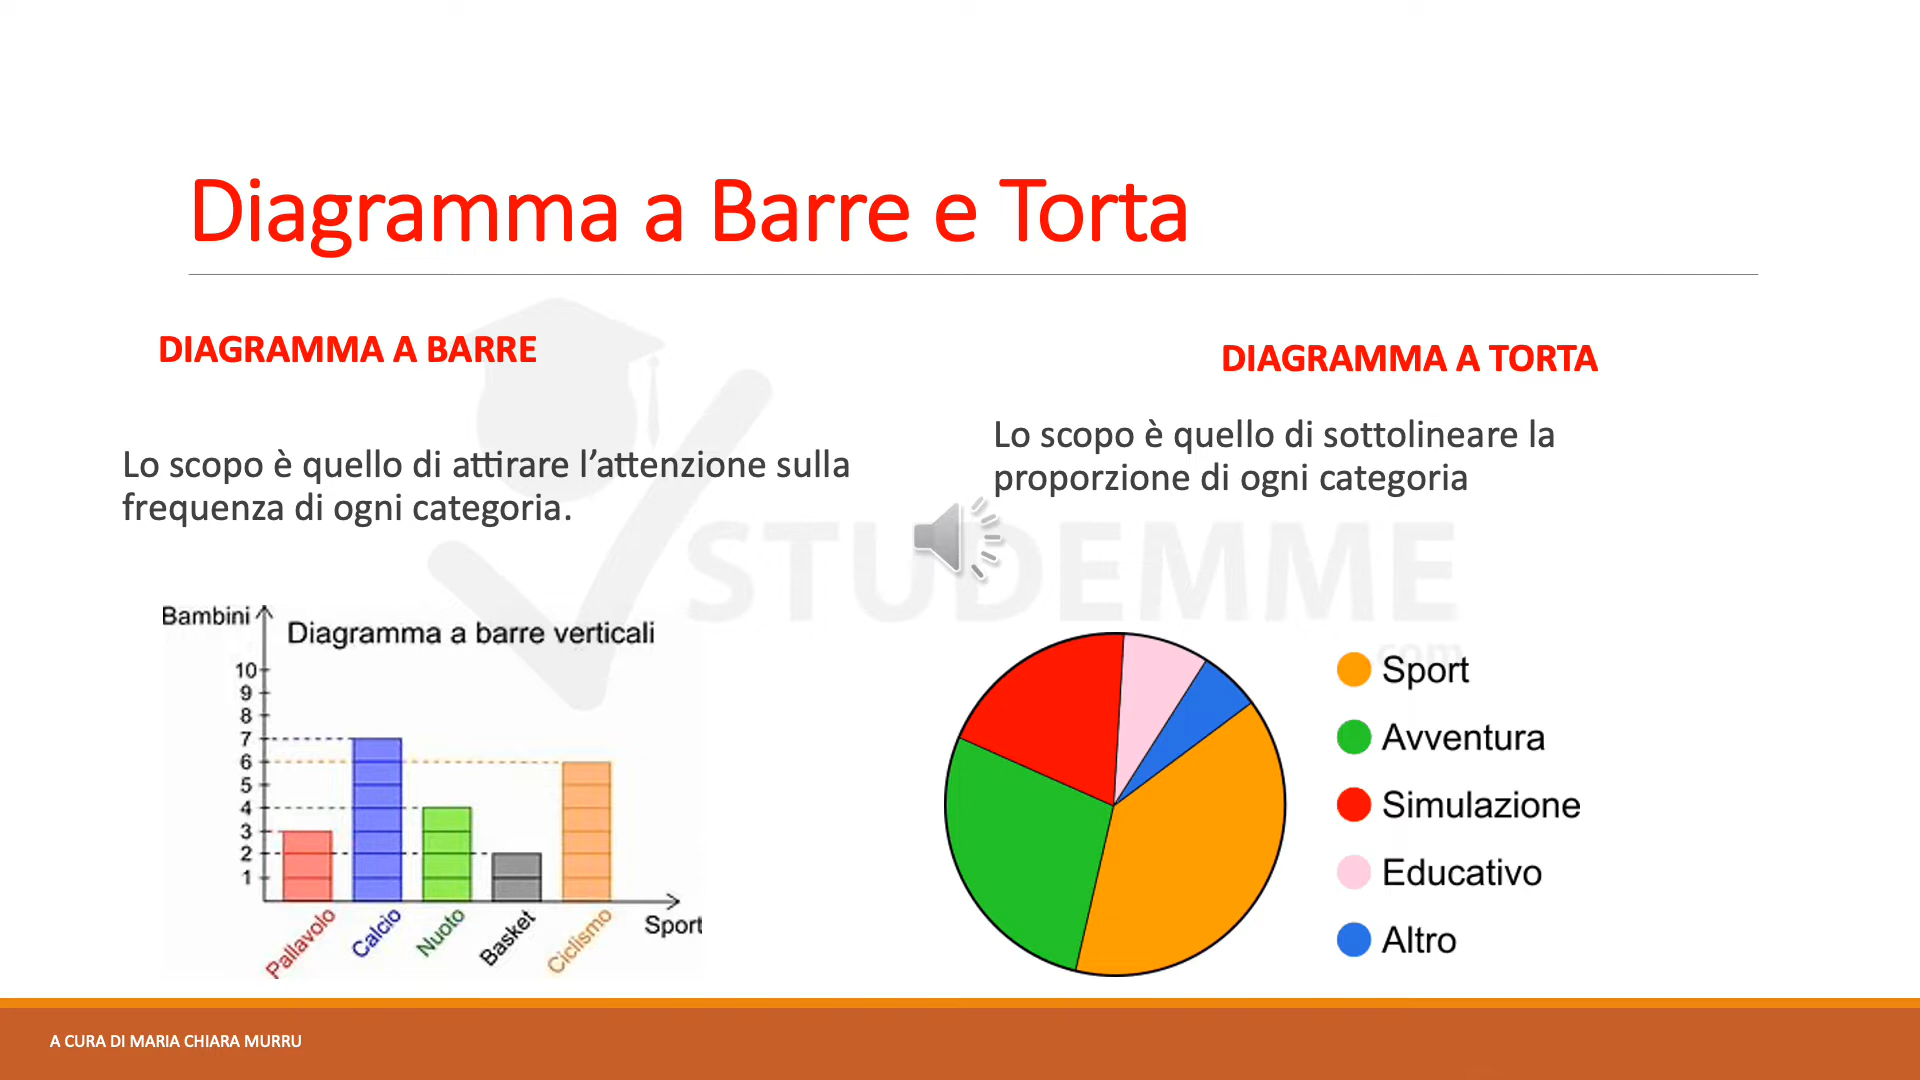 Diagramma a Barre e Torta
DIAGRAMMA A BARRE
Lo scopo è quello di attirare l’attenzione sulla
frequenza di ogni categoria.
Bambini
Diagramma a barre verticali
10
9
8
7
6
5
4
3
2
1
Pallavolo
Calcio
Nuoto
Basket
Ciclismo
Sport
DIAGRAMMA A TORTA
Lo scopo è quello di sottolineare la
proporzione di ogni categoria
Sport
Avventura
Simulazione
Educativo
Altro
STUDEMME
.com
A CURA DI MARIA CHIARA MURRU